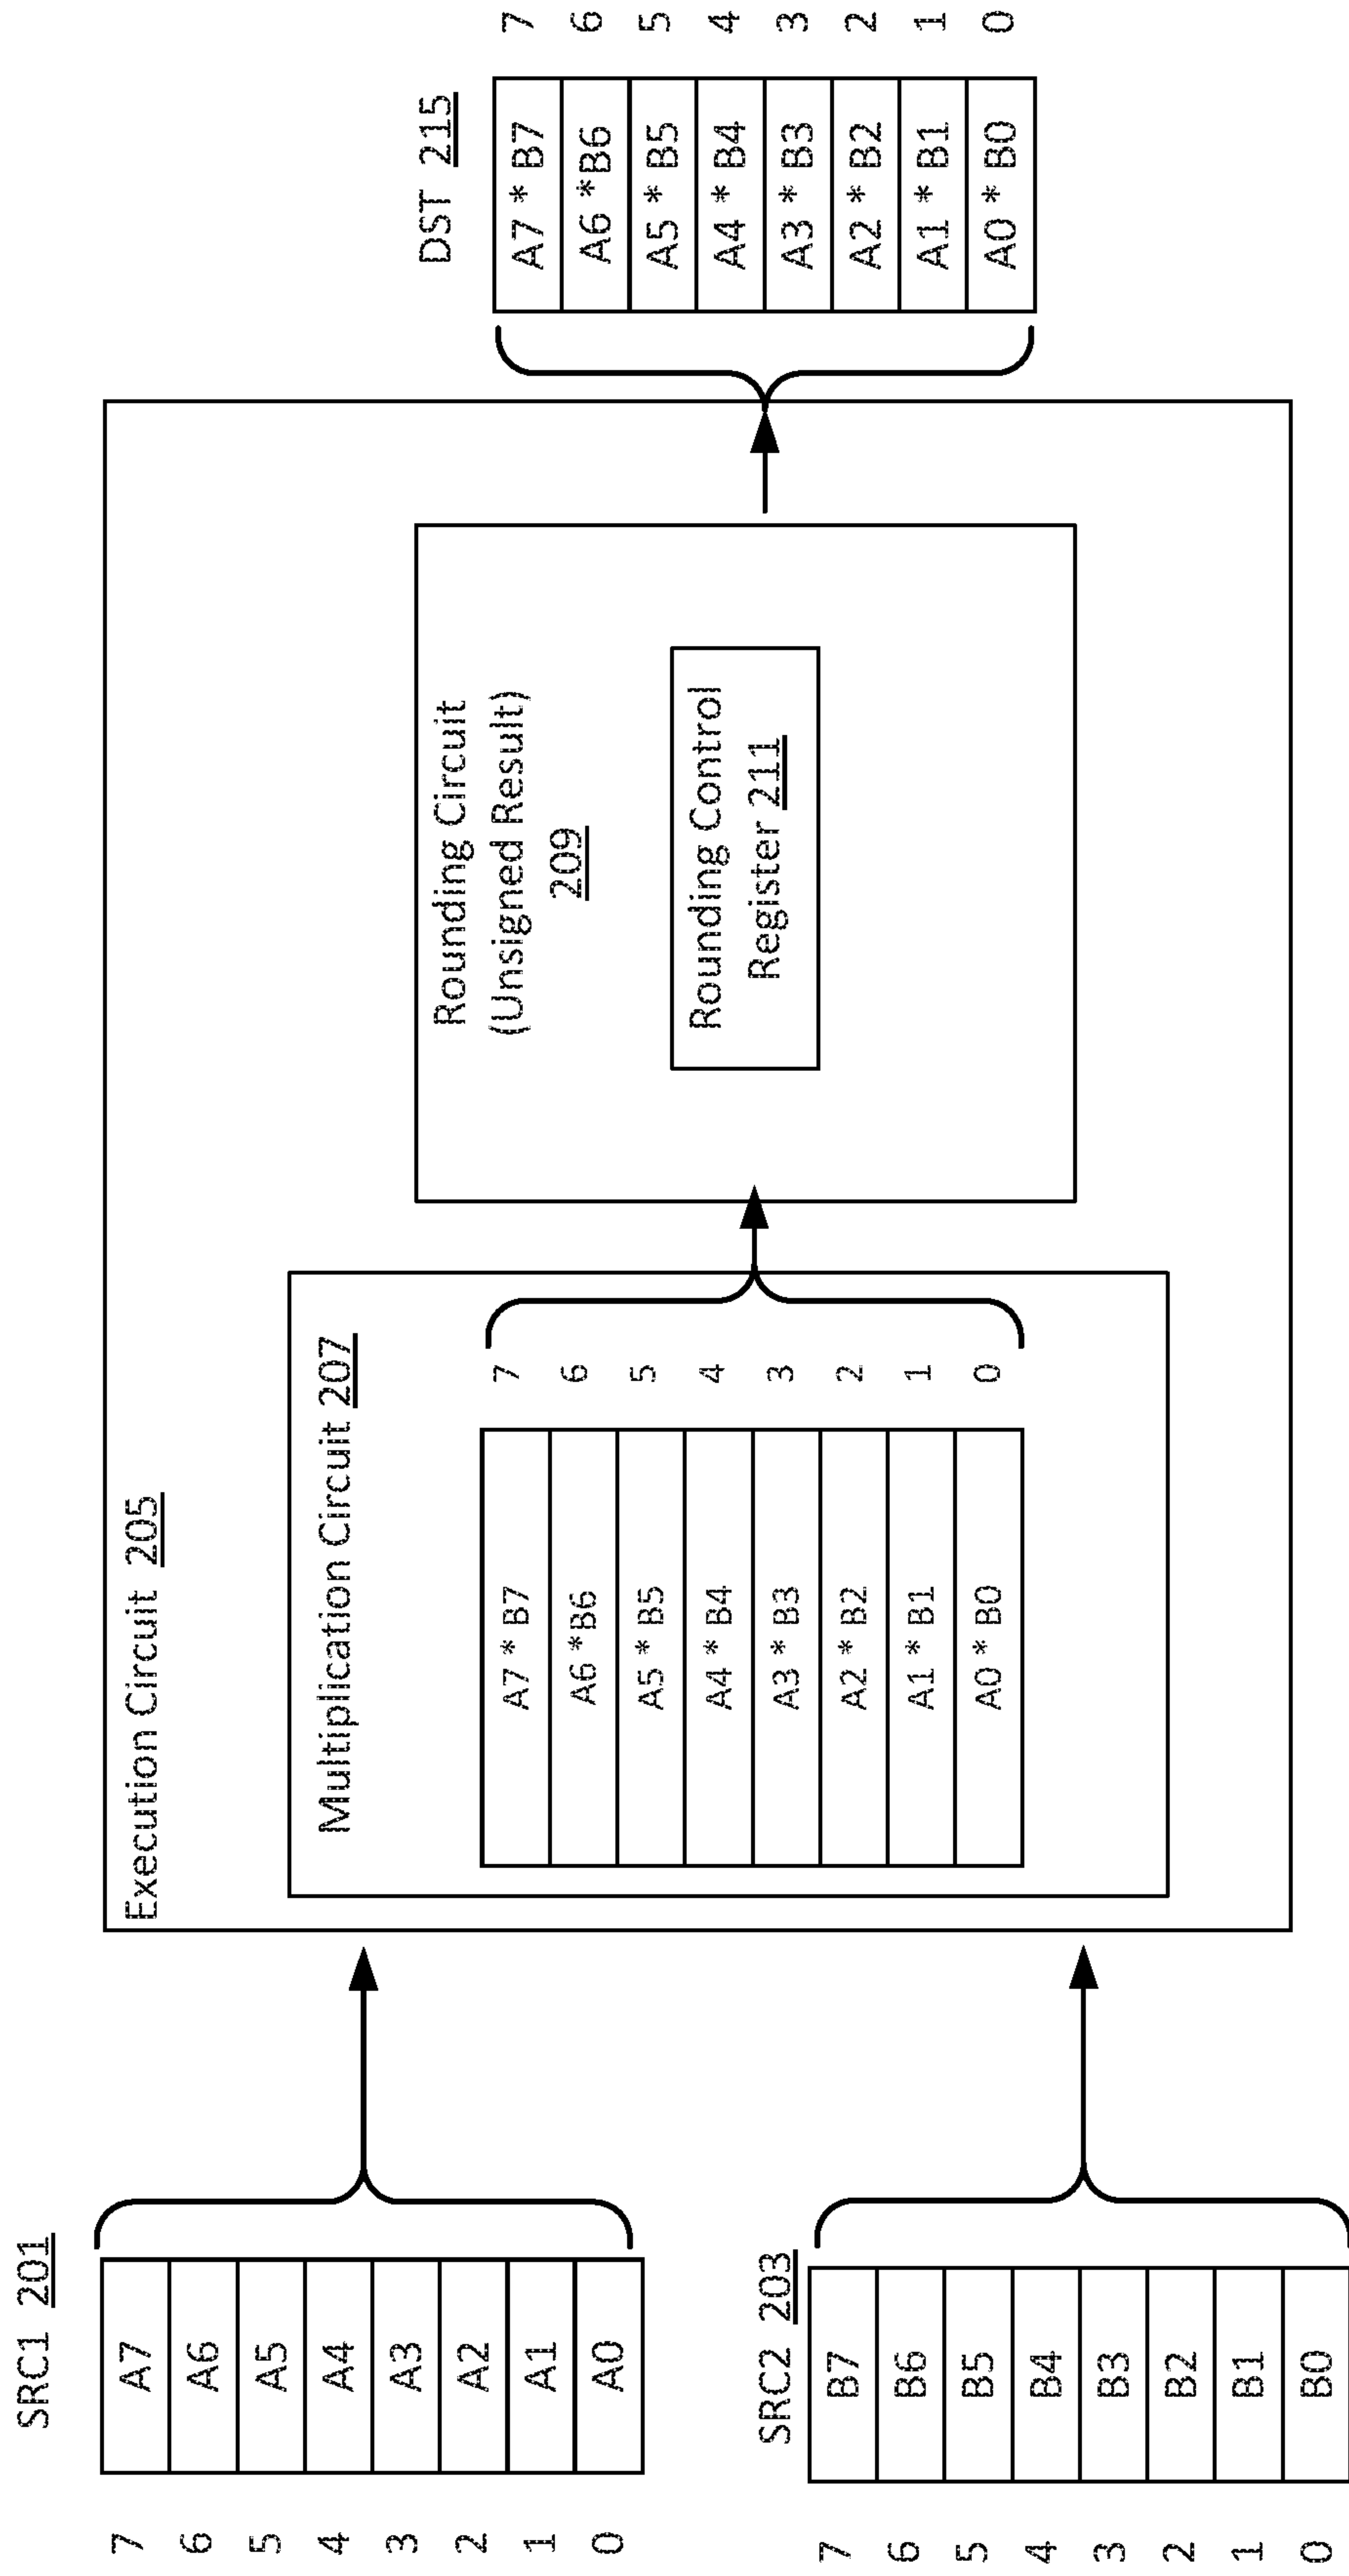 SRC1 201
7
A7
6
A6
5
A5
4
A4
3
A3
2
A2
1
A1
0
A0
SRC2 203
7
B7
6
B6
5
B5
4
B4
3
B3
2
B2
1
B1
0
B0
Execution Circuit 205
Multiplication Circuit 207
A7 * B7
7
A6 *B6
6
A5 * B5
5
A4 * B4
4
A3 * B3
3
A2 * B2
2
A1 * B1
1
A0 * B0
0
Rounding Circuit
(Unsigned Result)
209
Rounding Control
Register 211
DST 215
A7 * B7
7
A6 *B6
6
A5 * B5
5
A4 * B4
4
A3 * B3
3
A2 * B2
2
A1 * B1
1
A0 * B0
0